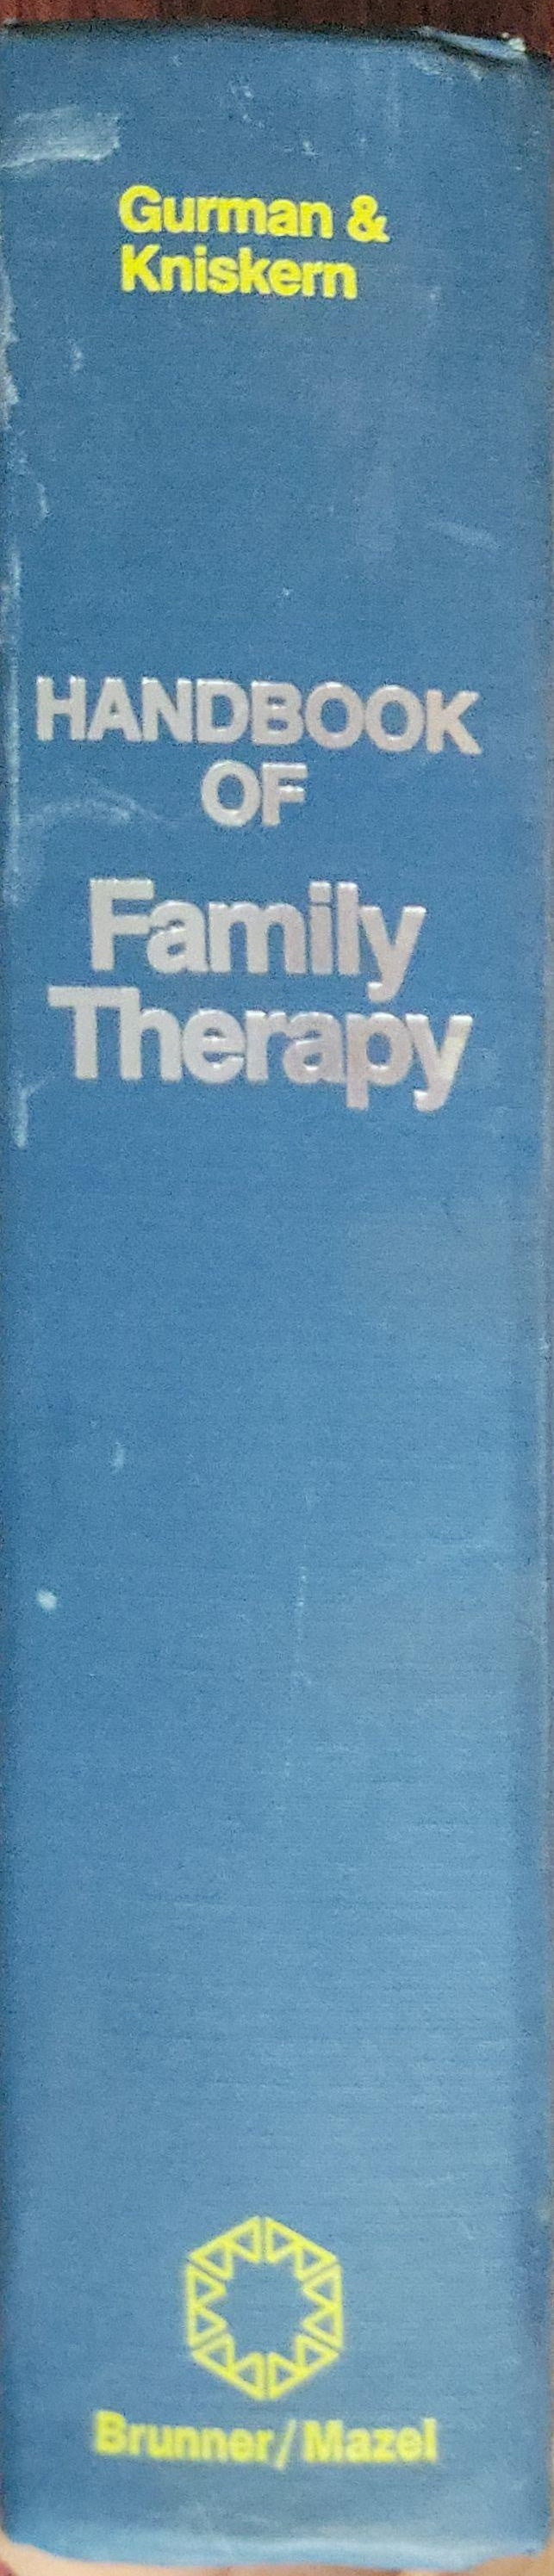 Gurman &
Kniskern
HANDBOOK
OF
Family
Therapy
Brunner/Mazel